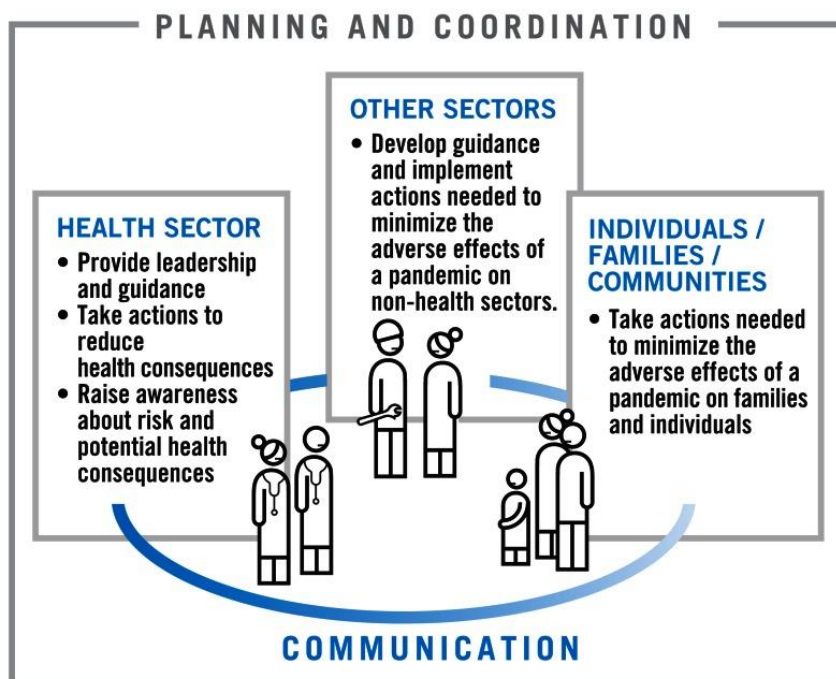 PLANNING AND COORDINATION
OTHER SECTORS
• Develop guidance
and implement
actions needed to
minimize the
adverse effects of
a pandemic on
non-health sectors.
HEALTH SECTOR
• Provide leadership
and guidance
• Take actions to
reduce
health consequences
• Raise awareness
about risk and
potential health
consequences
INDIVIDUALS /
FAMILIES /
COMMUNITIES
• Take actions needed
to minimize the
adverse effects of a
pandemic on families
and individuals
COMMUNICATION